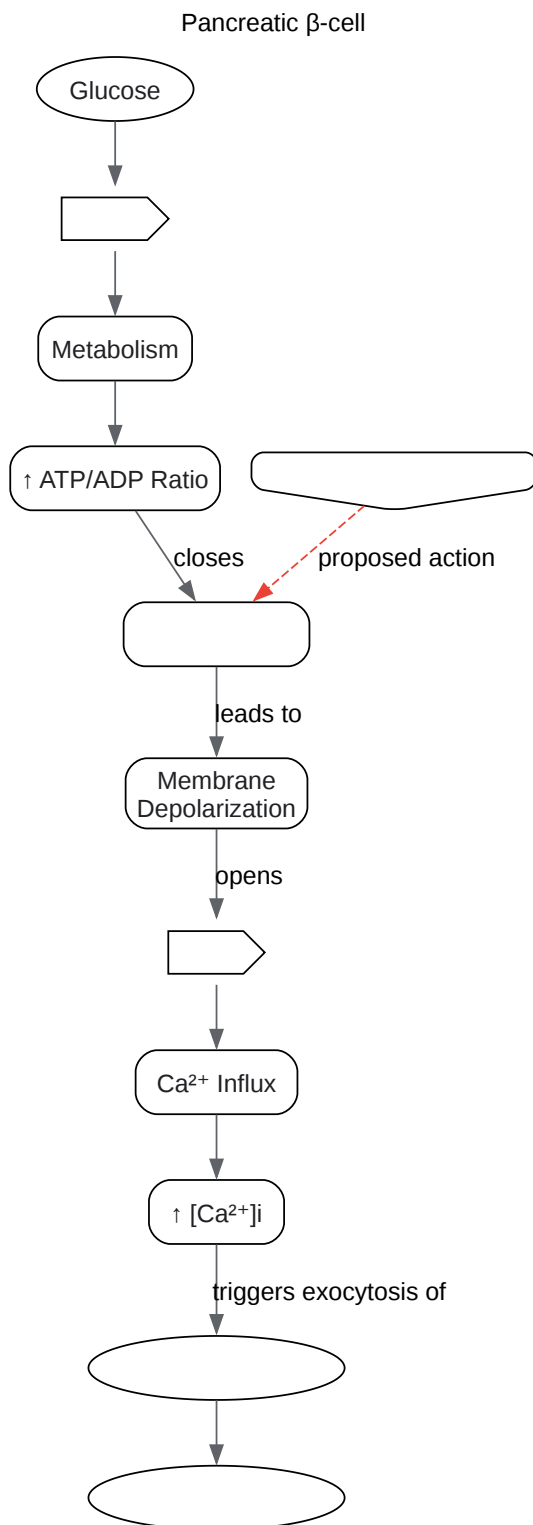 Pancreatic β-cell
Glucose
Metabolism
↑ ATP/ADP Ratio
closes
proposed action
leads to
Membrane
Depolarization
opens
Ca²⁺ Influx
↑ [Ca²⁺]i
triggers exocytosis of